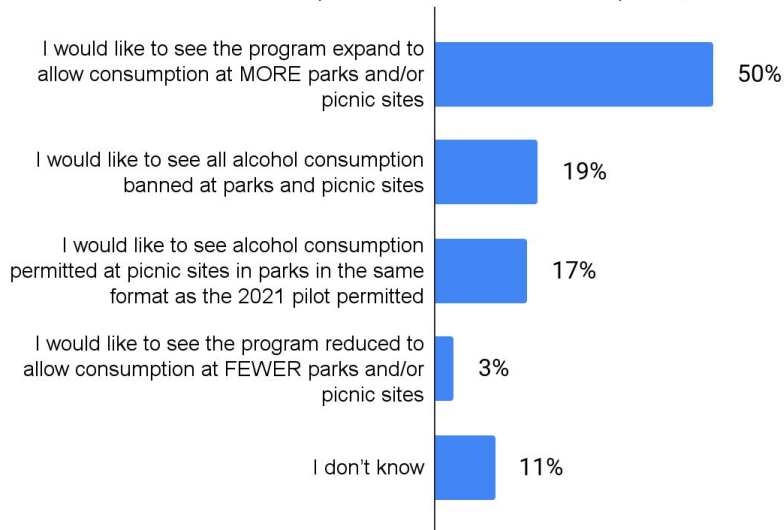 I would like to see the program expand to
allow consumption at MORE parks and/or
picnic sites
50%
I would like to see all alcohol consumption
banned at parks and picnic sites
19%
I would like to see alcohol consumption
permitted at picnic sites in parks in the same
format as the 2021 pilot permitted
17%
I would like to see the program reduced to
allow consumption at FEWER parks and/or
picnic sites
3%
I don't know
11%